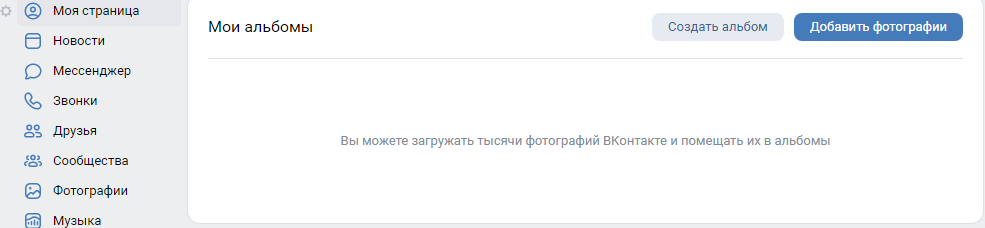 Моя страница
Новости
Мессенджер
Звонки
Друзья
Сообщества
Фотографии
Музыка
Мои альбомы
Создать альбом
Добавить фотографии
Вы можете загружать тысячи фотографий ВКонтакте и помещать их в альбомы